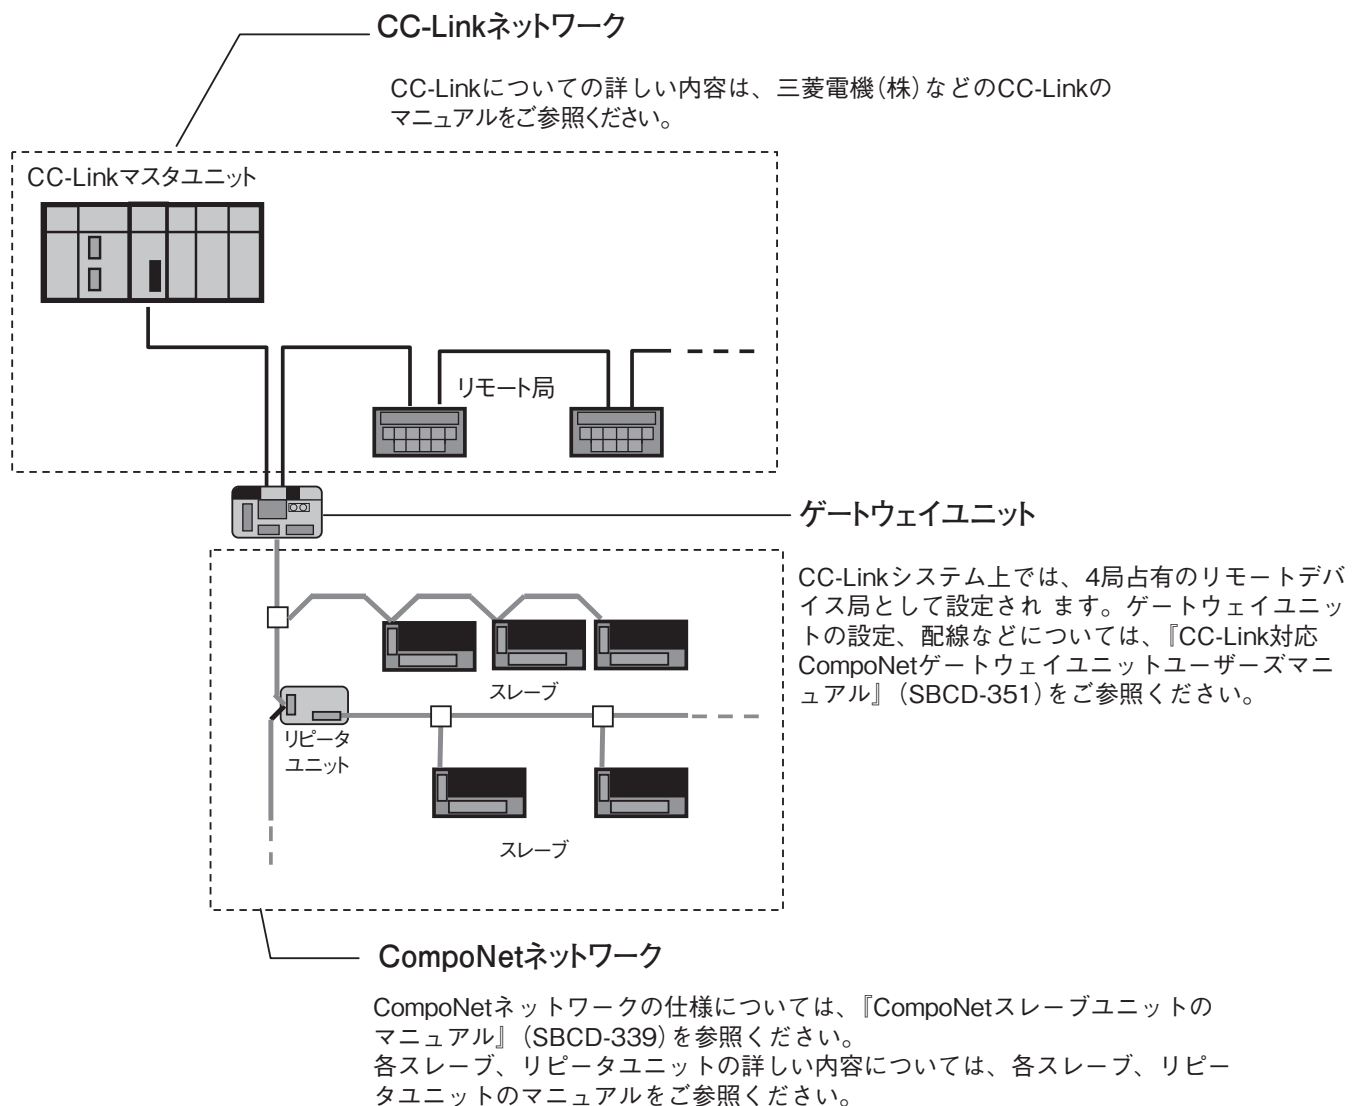 CC-Linkネットワーク
CC-Linkについての詳しい内容は、三菱電機(株)などのCC-Linkの
マニュアルをご参照ください。
CC-Linkマスタユニット
リモート局
ゲートウェイユニット
CC-Linkシステム上では、4局占有のリモートデバ
イス局として設定され ます。ゲートウェイユニッ
トの設定、配線などについては、『CC-Link対応
CompoNetゲートウェイユニットユーザーズマニ
ュアル』(SBCD-351)をご参照ください。
スレーブ
リピータ
ユニット
スレーブ
CompoNetネットワーク
CompoNetネットワークの仕様については、『CompoNetスレーブユニットの
マニュアル』(SBCD-339)を参照ください。
各スレーブ、リピータユニットの詳しい内容については、各スレーブ、リピー
タユニットのマニュアルをご参照ください。